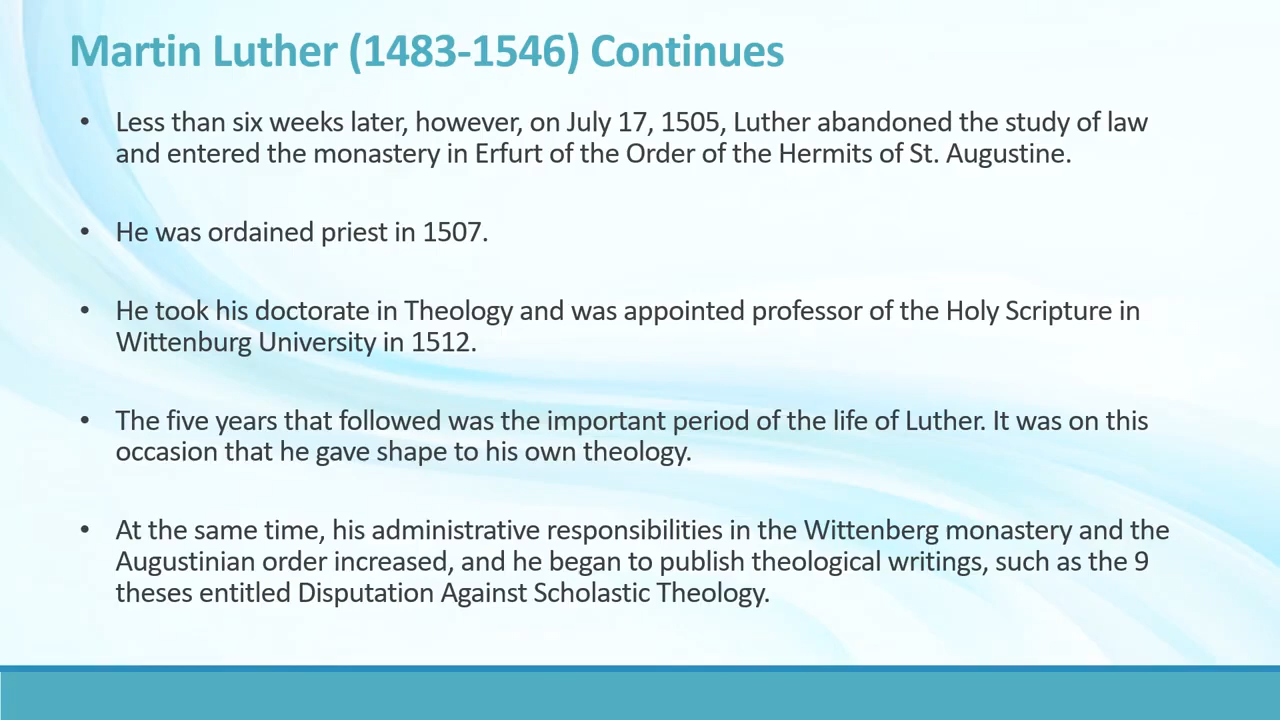 Martin Luther (1483-1546) Continues
• Less than six weeks later, however, on July 17, 1505, Luther abandoned the study of law
and entered the monastery in Erfurt of the Order of the Hermits of St. Augustine.
• He was ordained priest in 1507.
• He took his doctorate in Theology and was appointed professor of the Holy Scripture in
Wittenburg University in 1512.
• The five years that followed was the important period of the life of Luther. It was on this
occasion that he gave shape to his own theology.
• At the same time, his administrative responsibilities in the Wittenberg monastery and the
Augustinian order increased, and he began to publish theological writings, such as the 9
theses entitled Disputation Against Scholastic Theology.